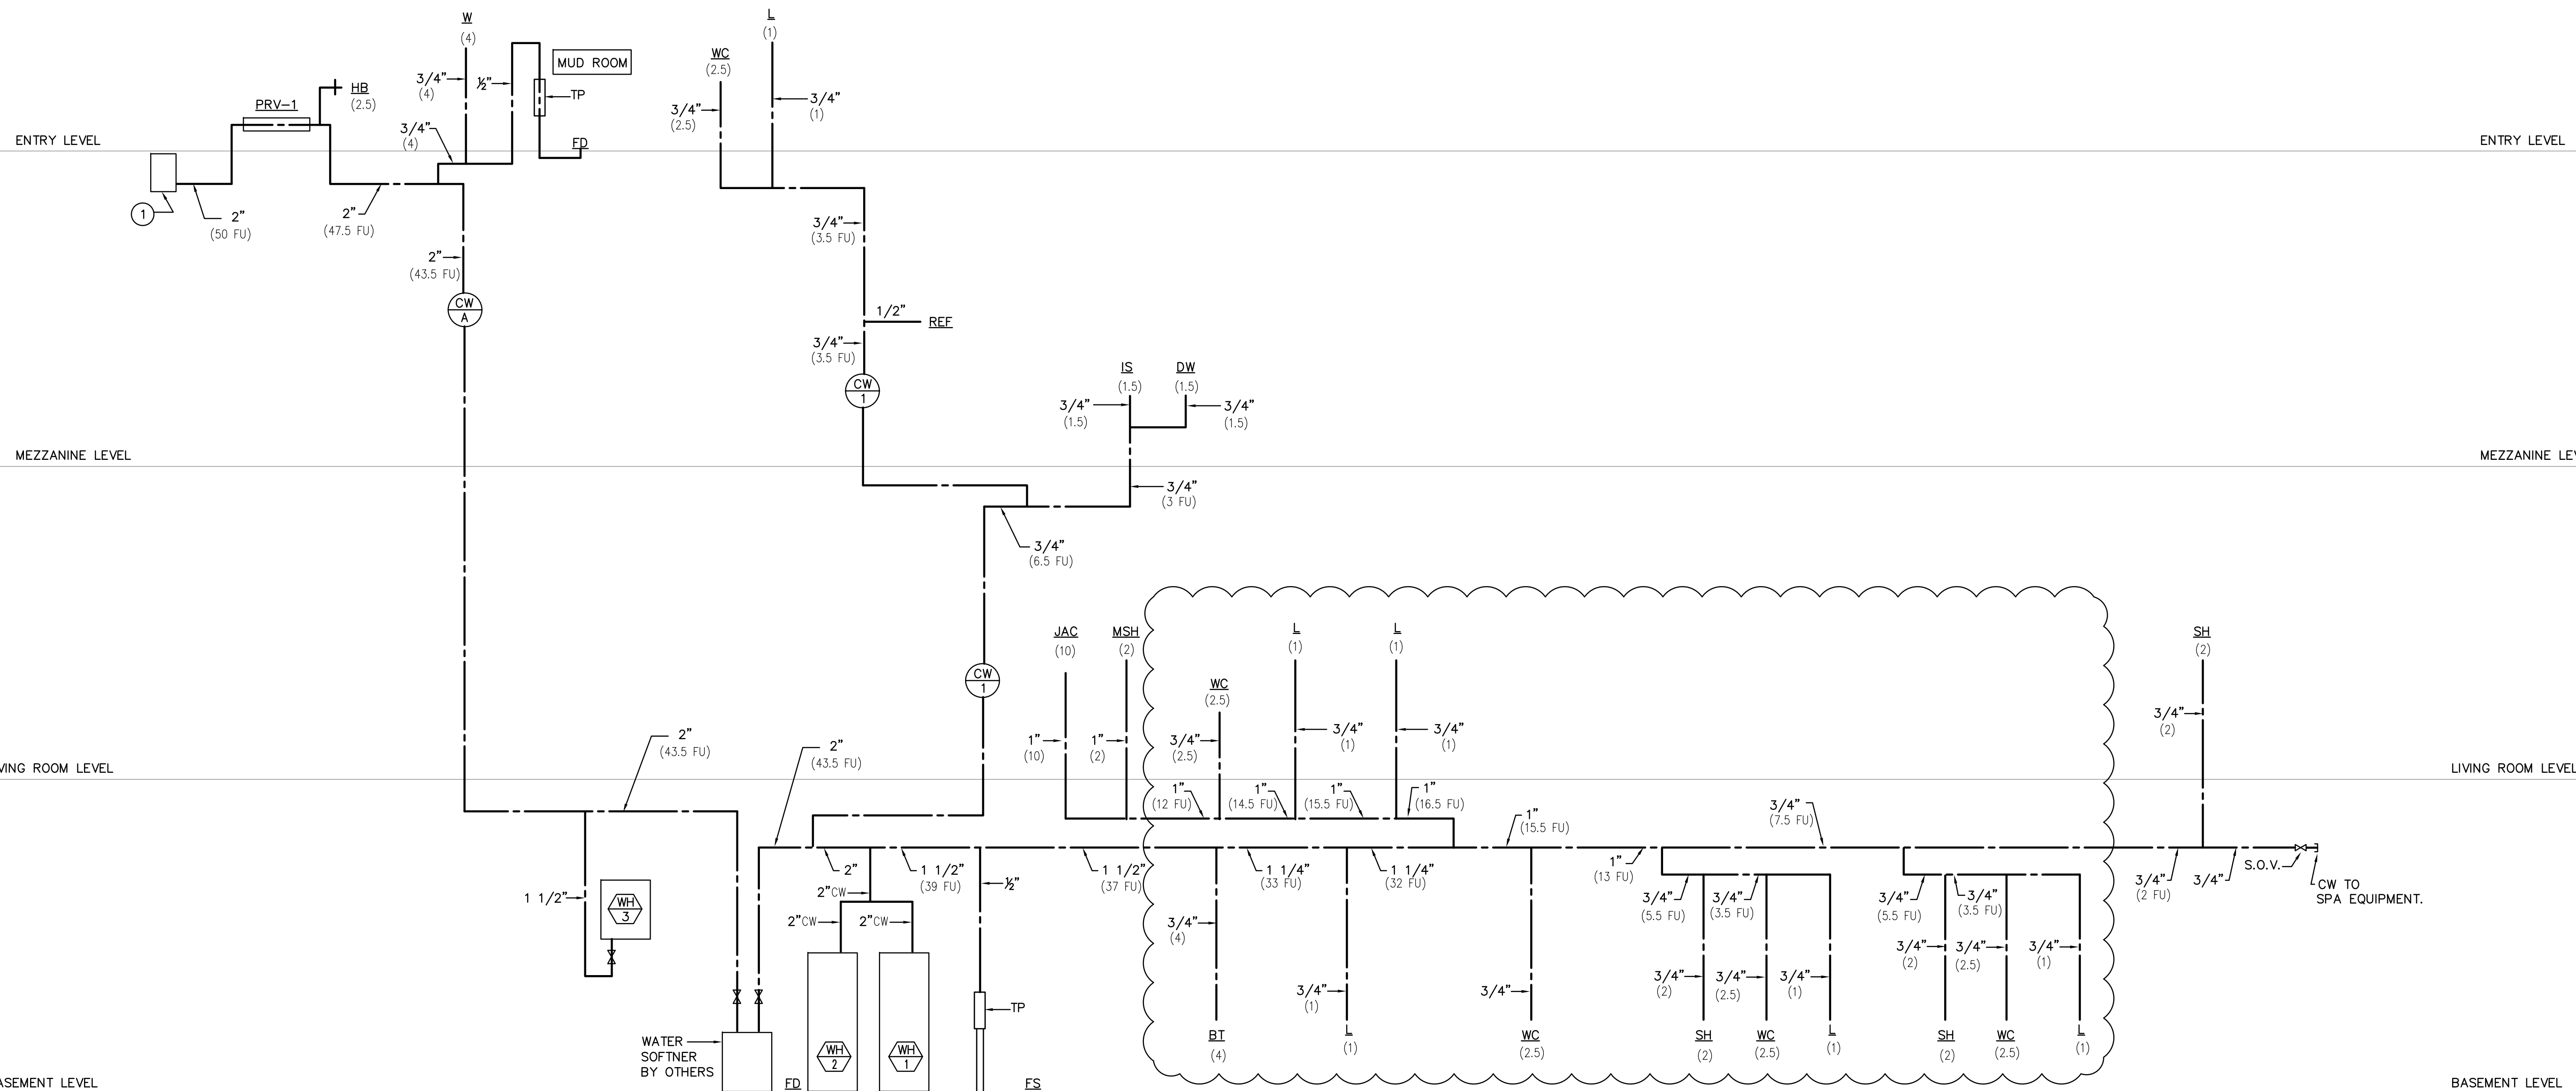 W
(4)
L
(1)
WC
(2.5)
MUD ROOM
3/4"
(4)
½"
TP
HB
(2.5)
PRV-1
3/4"
(2.5)
3/4"
(1)
3/4"
(4)
FD
ENTRY LEVEL
ENTRY LEVEL
1
2"
(50 FU)
2"
(47.5 FU)
3/4"
(3.5 FU)
2"
(43.5 FU)
CW
A
1/2"
REF
3/4"
(3.5 FU)
CW
1
IS
(1.5)
DW
(1.5)
3/4"
(1.5)
3/4"
(1.5)
MEZZANINE LEVEL
MEZZANINE LEV
3/4"
(3 FU)
3/4"
(6.5 FU)
JAC
(10)
MSH
(2)
L
(1)
L
(1)
SH
(2)
CW
1
WC
(2.5)
2"
(43.5 FU)
2"
(43.5 FU)
1"
(10)
1"
(2)
3/4"
(2.5)
3/4"
(1)
3/4"
(1)
3/4"
(2)
VING ROOM LEVEL
LIVING ROOM LEVEL
1"
(12 FU)
1"
(14.5 FU)
1"
(15.5 FU)
1"
(16.5 FU)
1"
(15.5 FU)
3/4"
(7.5 FU)
2"
1 1/2"
(39 FU)
1 1/2"
(37 FU)
1 1/4"
(33 FU)
1 1/4"
(32 FU)
1"
(13 FU)
S.O.V.
3/4"
(2 FU)
3/4"
CW TO
SPA EQUIPMENT.
1 1/2"
WH
3
2"CW
2"CW
2"CW
½"
3/4"
(4)
3/4"
(5.5 FU)
3/4"
(3.5 FU)
3/4"
(5.5 FU)
3/4"
(3.5 FU)
3/4"
(2)
3/4"
(2.5)
3/4"
(1)
3/4"
(1)
3/4"
3/4"
(2)
3/4"
(2.5)
3/4"
(1)
TP
WATER
SOFTNER
BY OTHERS
WH
2
WH
1
BT
(4)
L
(1)
WC
(2.5)
SH
(2)
WC
(2.5)
L
(1)
SH
(2)
WC
(2.5)
L
(1)
ASEMENT LEVEL
FD
FS
BASEMENT LEVEL